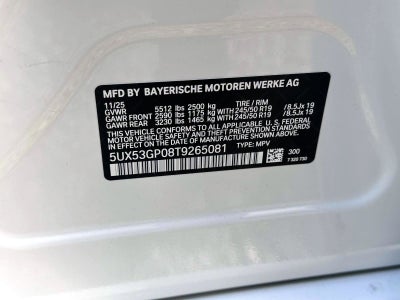 MFD BY BAYERISCHE MOTOREN WERKE AG
11/25 TIRE / RIM
GVWR 5512 lbs 2500 kg
GAWR FRONT 2590 lbs 1175 kg WITH 245/50 R19 /8.5J x 19
GAWR REAR 3230 lbs 1465 kg WITH 245/50 R19 /8.5J x 19
THIS VEHICLE CONFORMS TO ALL APPLICABLE U.S. FEDERAL
MOTOR VEHICLE SAFETY AND THEFT PREVENTION STANDARDS
IN EFFECT ON THE DATE OF MANUFACTURE SHOWN ABOVE.
5UX53GP08T9265081 TYPE: MPV
300